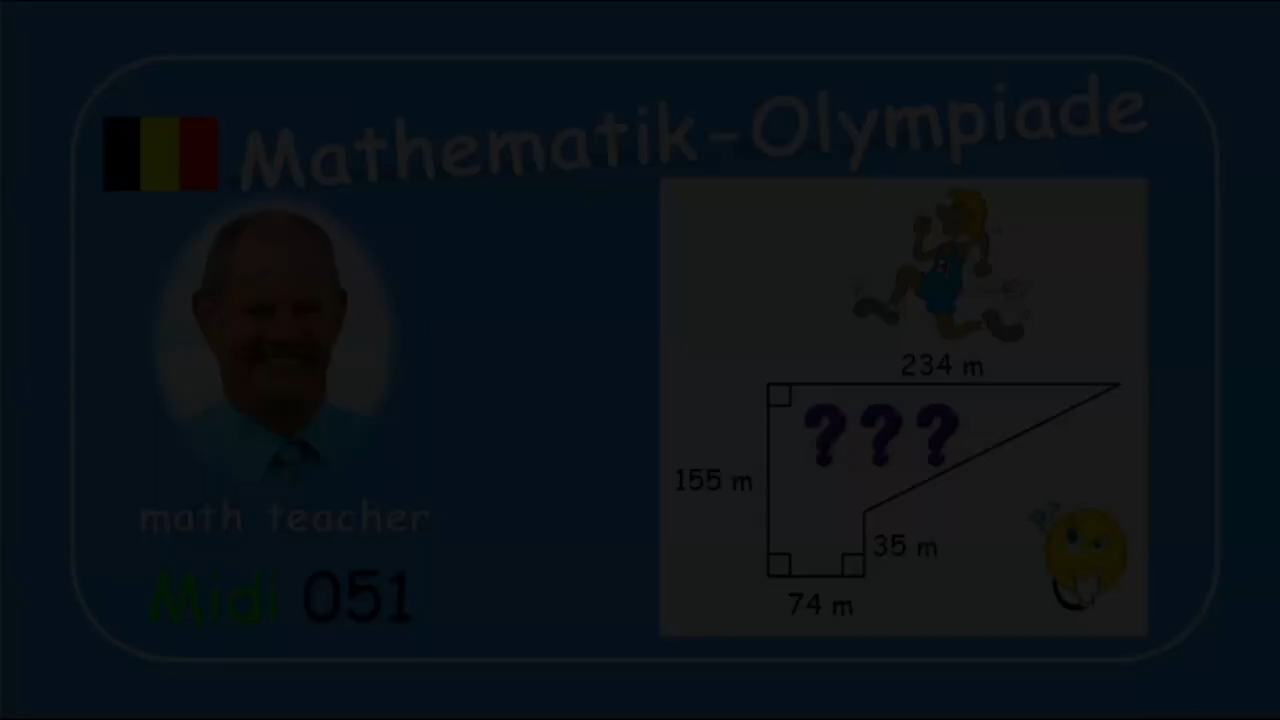 Mathematik-Olympiade
234 m
? ? ?
155 m
35 m
74 m
math teacher
Midi 051